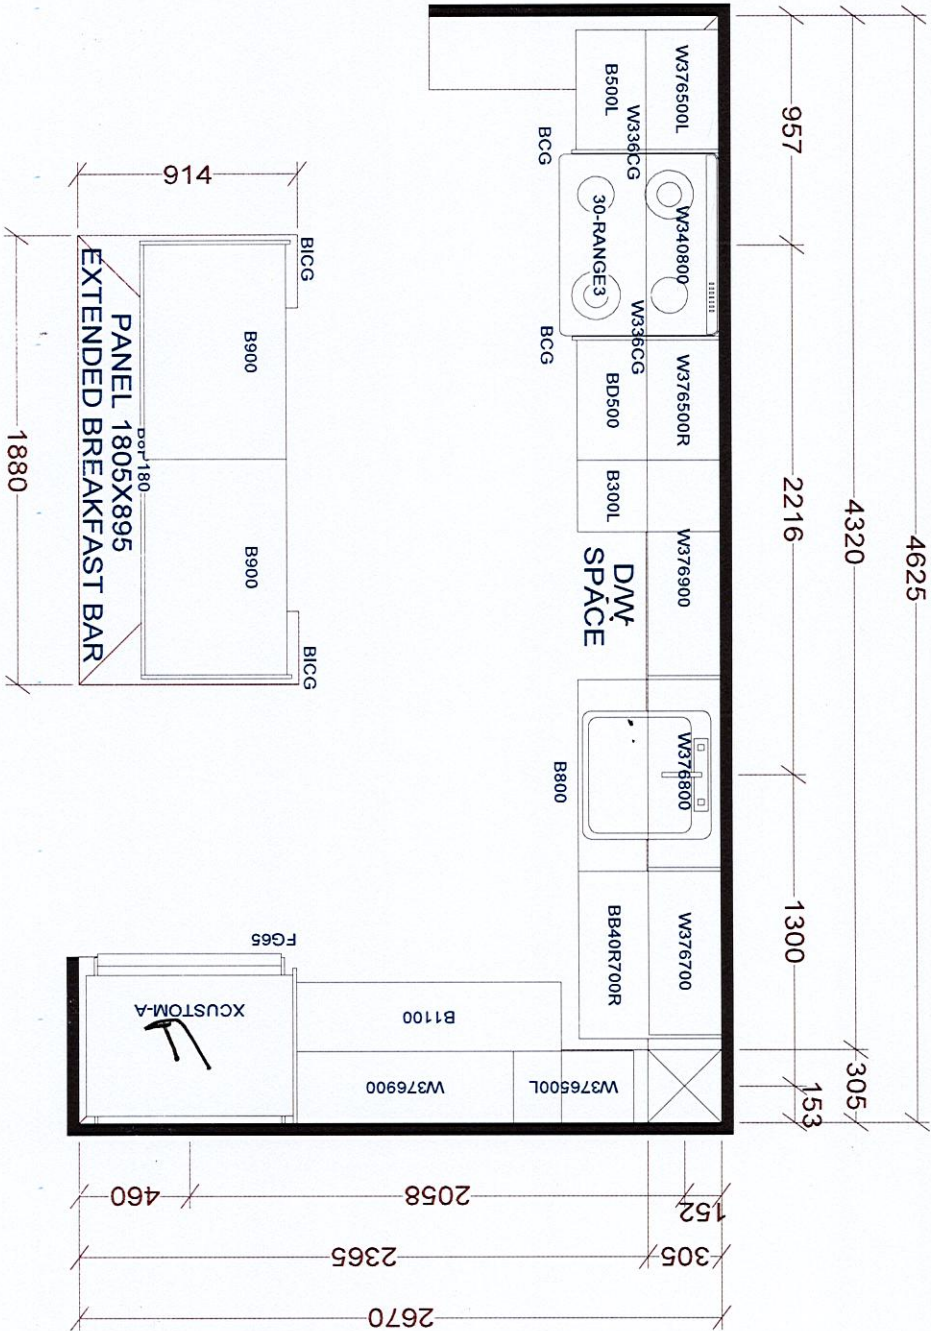 4625
4320
305
957
2216
1300
153
W376500L
B500L
W336CG
BCG
W340800
30-RANGE3
W336CG
BCG
W376500R
BD500
B300L
W376900
D/W
SPACE
W376800
B800
W376700
BB40R700R
914
BICG
B900
B900
BICG
PANEL 1805X895
EXTENDED BREAKFAST BAR
1880
FG65
XCUSTOM-A
B1100
W376900
W376500L
460
2058
152
2365
305
2670